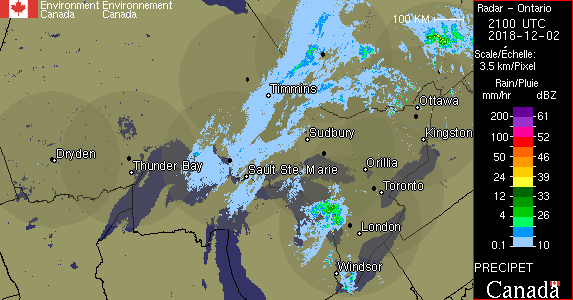 Environment Environnement
Canada Canada
100 KM
Timmins
Ottawa
Sudbury
Kingston
Dryden
Thunder Bay
Sault Ste. Marie
Orillia
Toronto
London
Windsor
Radar - Ontario
2100 UTC
2018-12-02
Scale/Échelle:
3.5 km/Pixel
Rain/Pluie
mm/hr dBZ
200 61
100 52
50 46
24 39
12 33
4 26
0.1 10
PRECIPET
Canada